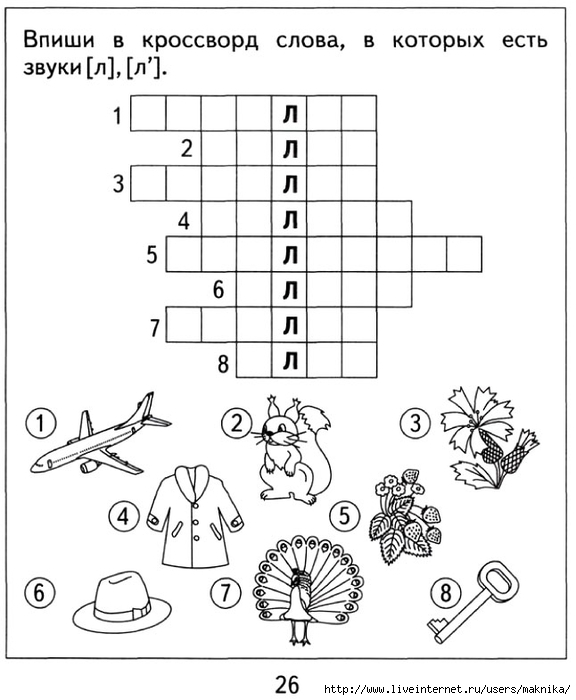 Впиши в кроссворд слова, в которых есть
звуки [л], [л’].
1 Л
2 Л
3 Л
4 Л
5 Л
6 Л
7 Л
8 Л
1 2 3
4 5
6 7 8
26
http://www.liveinternet.ru/users/maknika/